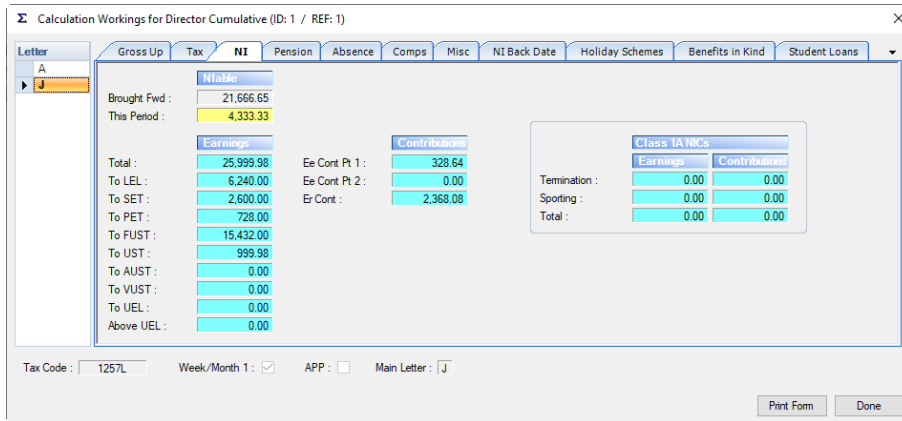 Σ Calculation Workings for Director Cumulative (ID: 1 / REF: 1)
Letter
A
J
Gross Up Tax NI Pension Absence Comps Misc NI Back Date Holiday Schemes Benefits in Kind Student Loans
NIable
Brought Fwd : 21,666.65
This Period : 4,333.33
Earnings Contributions Class 1A NICs
Earnings Contributions
Total : 25,999.98 Ee Cont Pt 1 : 328.64
To LEL : 6,240.00 Ee Cont Pt 2 : 0.00 Termination : 0.00 0.00
To SET : 2,600.00 Er Cont : 2,368.08 Sporting : 0.00 0.00
To PET : 728.00 Total : 0.00 0.00
To FUST : 15,432.00
To UST : 999.98
To AUST : 0.00
To VUST : 0.00
To UEL : 0.00
Above UEL : 0.00
Tax Code : 1257L Week/Month 1 : APP : Main Letter : J
Print Form Done